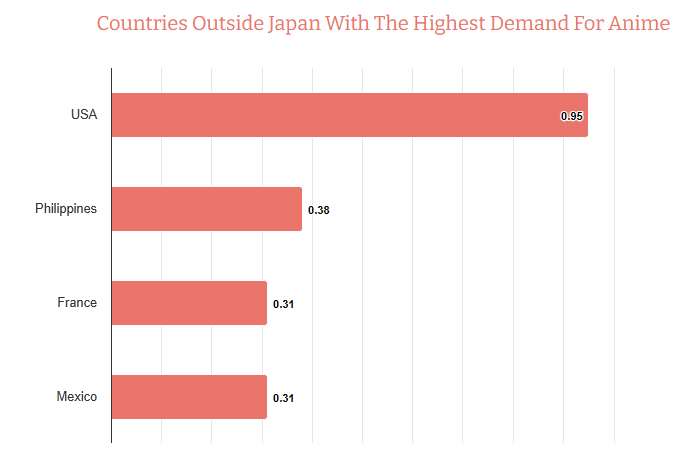 Countries Outside Japan With The Highest Demand For Anime
USA
0.95
Philippines
0.38
France
0.31
Mexico
0.31